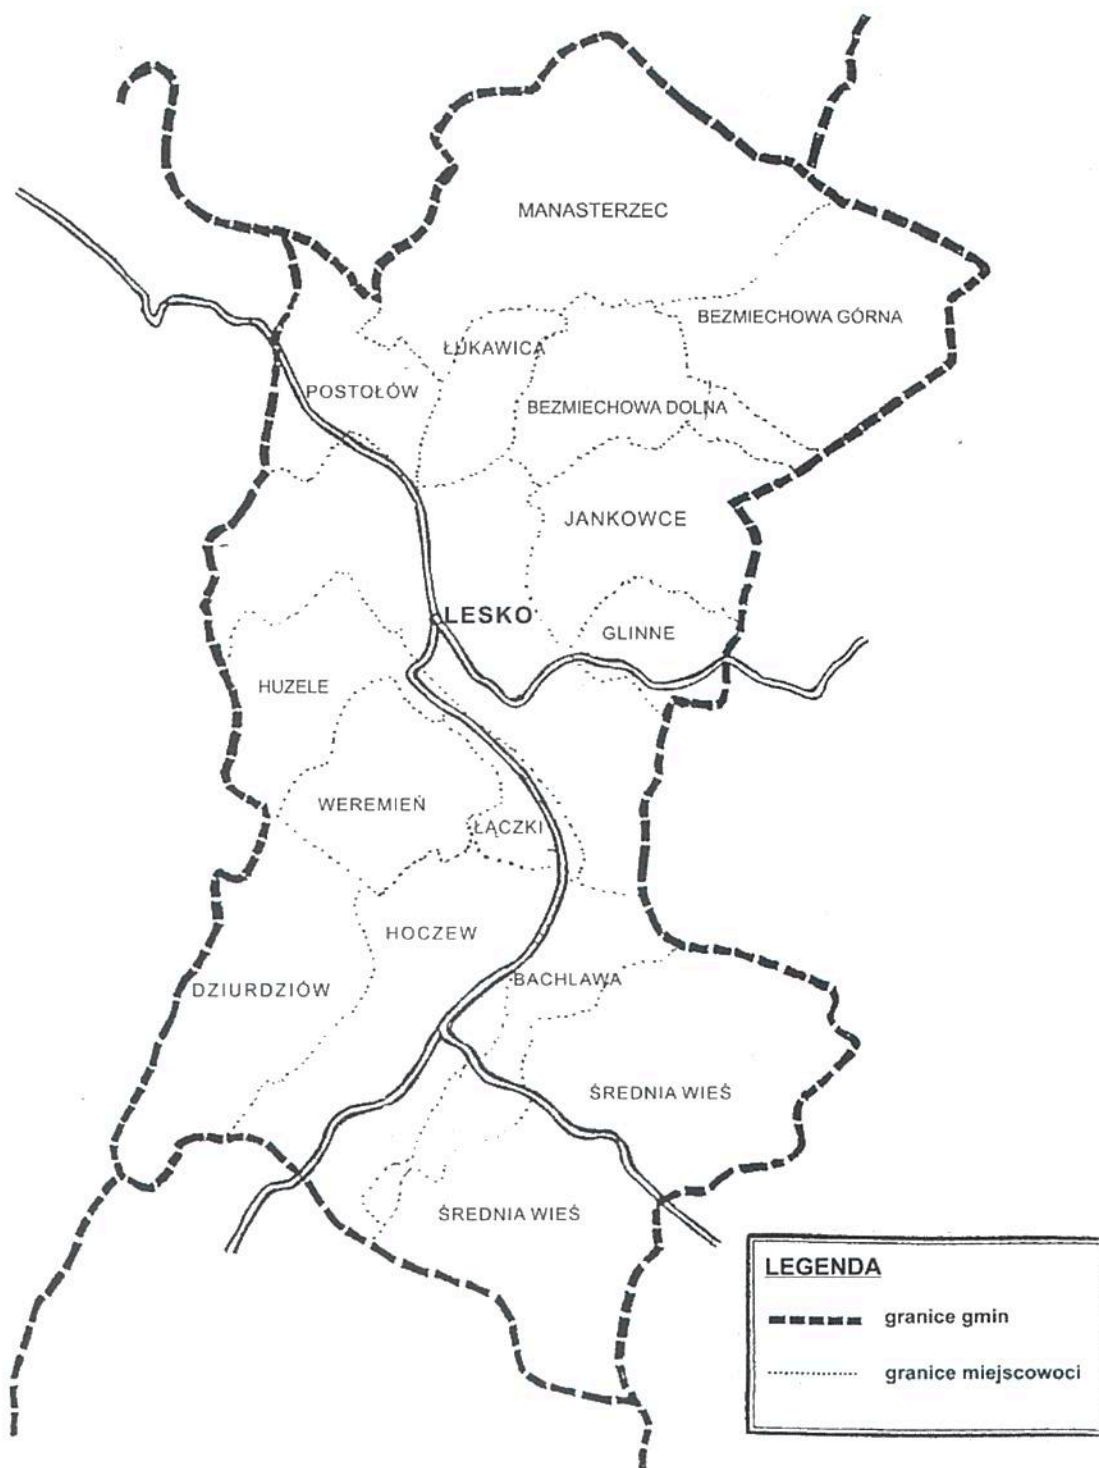 MANASTERZEC
BEZMIECHOWA GÓRNA
ŁUKAWICA
POSTOŁÓW
BEZMIECHOWA DOLNA
JANKOWCE
LESKO
GLINNE
HUZELE
WEREMIEŃ
ŁĄCZKI
HOCZEW
BACHLAWA
DZIURDZIÓW
ŚREDNIA WIEŚ
ŚREDNIA WIEŚ
LEGENDA
granice gmin
granice miejscowoci